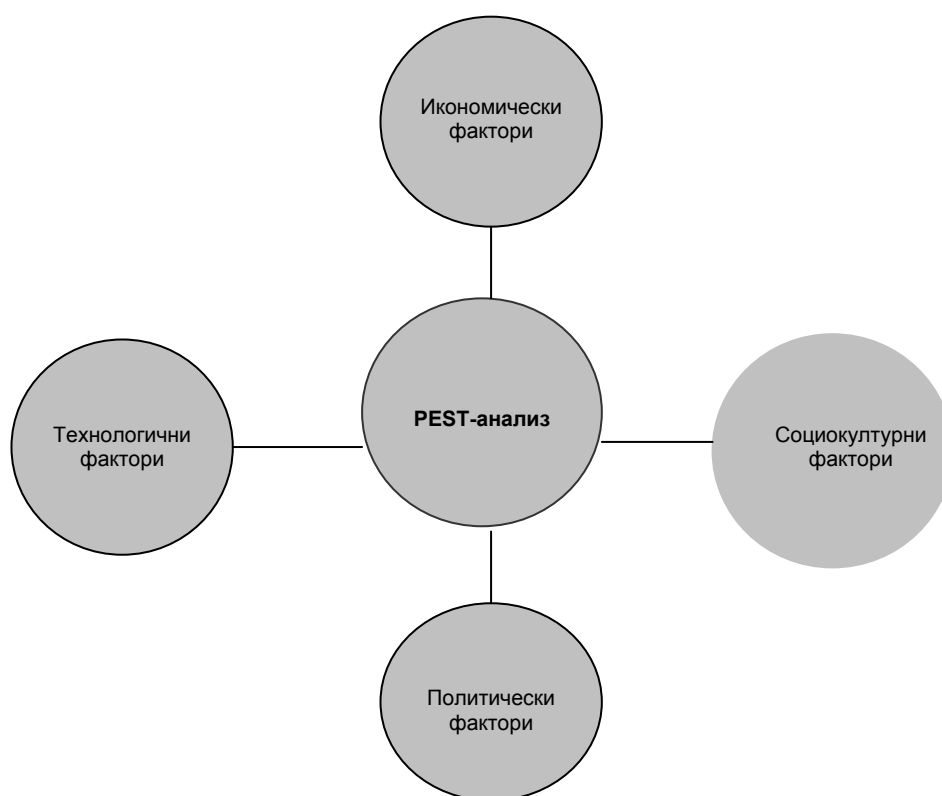 Икономически
фактори
PEST-анализ
Технологични
фактори
Социокултурни
фактори
Политически
фактори